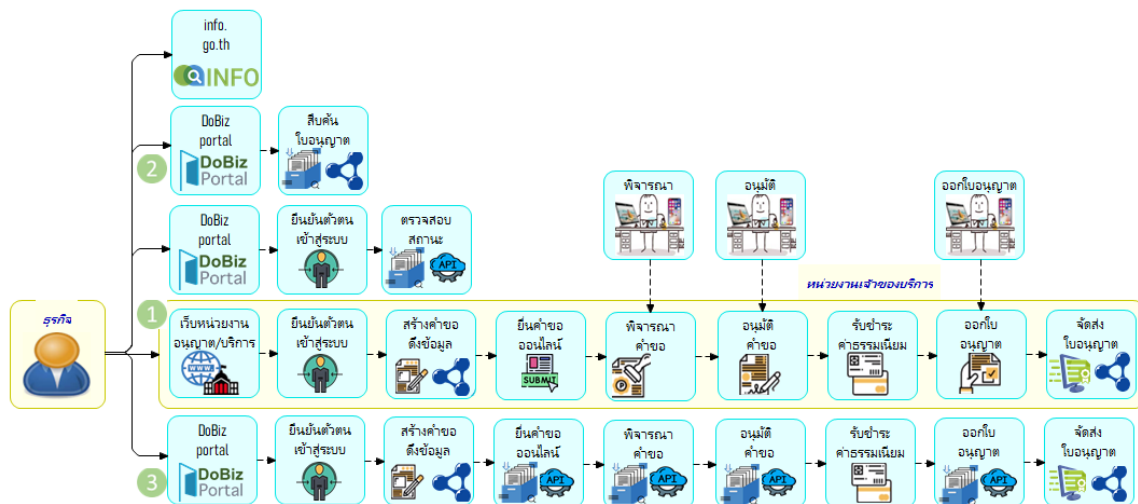 info.
go.th
INFO
DoBiz
portal
DoBiz
Portal
สืบค้น
ใบอนุญาต
2
พิจารณา
อนุมัติ
ออกใบอนุญาต
DoBiz
portal
DoBiz
Portal
ยืนยันตัวตน
เข้าสู่ระบบ
ตรวจสอบ
สถานะ
API
หน่วยงานเจ้าของบริการ
ธุรกิจ
1
เว็บหน่วยงาน
อนุญาต/บริการ
WWW.
ยืนยันตัวตน
เข้าสู่ระบบ
สร้างคำขอ
ดึงข้อมูล
ยื่นคำขอ
ออนไลน์
SUBMIT
พิจารณา
คำขอ
อนุมัติ
คำขอ
รับชำระ
ค่าธรรมเนียม
ออกใบ
อนุญาต
จัดส่ง
ใบอนุญาต
DoBiz
portal
DoBiz
Portal
3
ยืนยันตัวตน
เข้าสู่ระบบ
สร้างคำขอ
ดึงข้อมูล
ยื่นคำขอ
ออนไลน์
API
พิจารณา
คำขอ
API
อนุมัติ
คำขอ
API
รับชำระ
ค่าธรรมเนียม
ออกใบ
อนุญาต
API
จัดส่ง
ใบอนุญาต